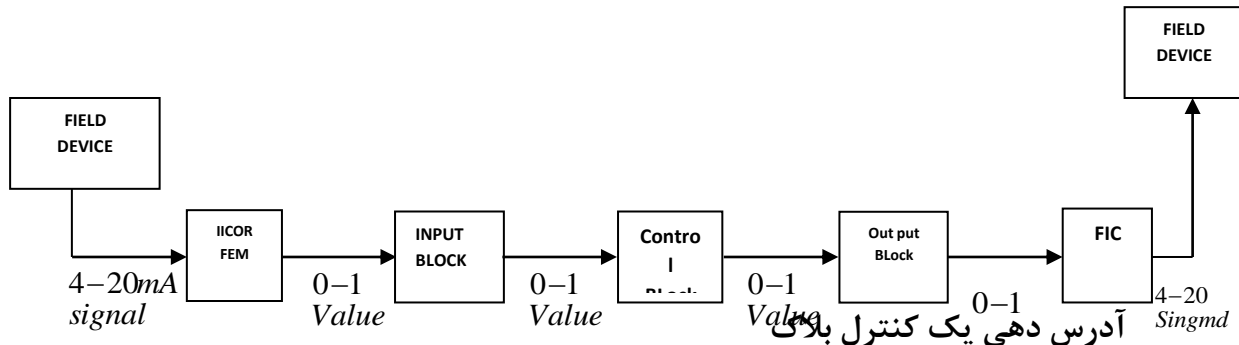 FIELD
DEVICE
FIELD
DEVICE
IICOR
FEM
INPUT
BLOCK
Contro
l
BLock
Out put
BLock
FIC
4–20mA
signal
0–1
Value
0–1
Value
0–1
Value
0–1
4–20
Singmd
آدرس دهی یک کنترل بلاک